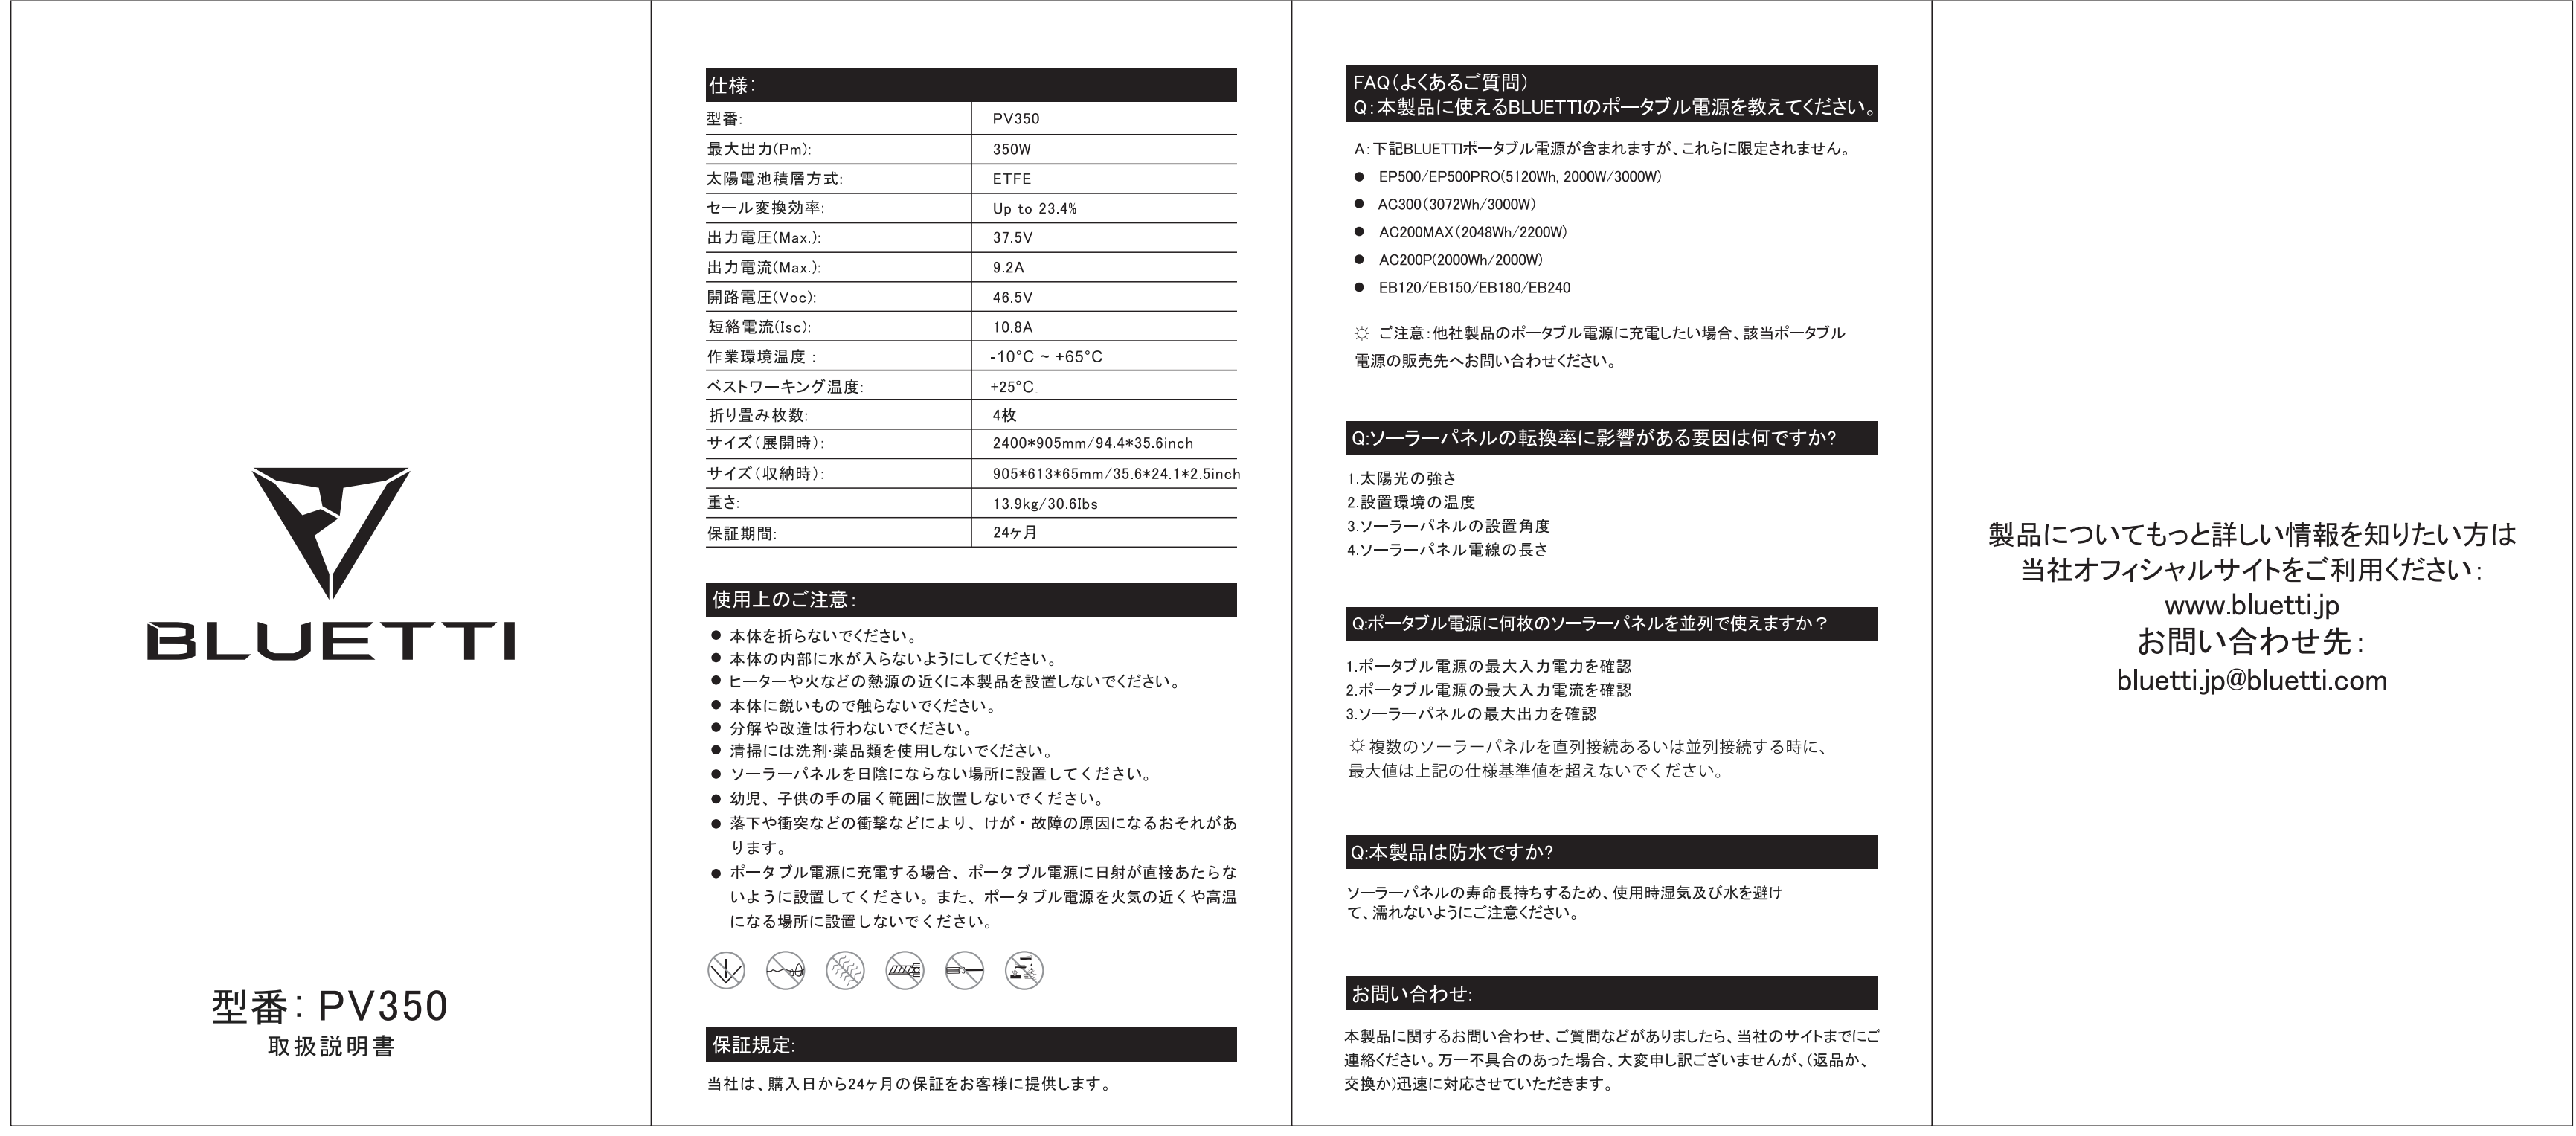 BLUETTI
型番：PV350
取扱説明書
仕様：
型番: PV350
最大出力(Pm): 350W
太陽電池積層方式: ETFE
セール変換効率: Up to 23.4%
出力電圧(Max.): 37.5V
出力電流(Max.): 9.2A
開路電圧(Voc): 46.5V
短絡電流(Isc): 10.8A
作業環境温度 : -10°C ~ +65°C
ベストワーキング温度: +25°C
折り畳み枚数: 4枚
サイズ（展開時）: 2400*905mm/94.4*35.6inch
サイズ（収納時）: 905*613*65mm/35.6*24.1*2.5inch
重さ: 13.9kg/30.6Ibs
保証期間: 24ヶ月
使用上のご注意：
● 本体を折らないでください。
● 本体の内部に水が入らないようにしてください。
● ヒーターや火などの熱源の近くに本製品を設置しないでください。
● 本体に鋭いもので触らないでください。
● 分解や改造は行わないでください。
● 清掃には洗剤·薬品類を使用しないでください。
● ソーラーパネルを日陰にならない場所に設置してください。
● 幼児、子供の手の届く範囲に放置しないでください。
● 落下や衝突などの衝撃などにより、けが・故障の原因になるおそれがあ
ります。
● ポータブル電源に充電する場合、ポータブル電源に日射が直接あたらな
いように設置してください。また、ポータブル電源を火気の近くや高温
になる場所に設置しないでください。
保証規定:
当社は、購入日から24ヶ月の保証をお客様に提供します。
FAQ（よくあるご質問）
Q：本製品に使えるBLUETTIのポータブル電源を教えてください。
A：下記BLUETTIポータブル電源が含まれますが、これらに限定されません。
● EP500/EP500PRO(5120Wh, 2000W/3000W)
● AC300（3072Wh/3000W）
● AC200MAX（2048Wh/2200W)
● AC200P(2000Wh/2000W)
● EB120/EB150/EB180/EB240
☼ ご注意：他社製品のポータブル電源に充電したい場合、該当ポータブル
電源の販売先へお問い合わせください。
Q:ソーラーパネルの転換率に影響がある要因は何ですか?
1.太陽光の強さ
2.設置環境の温度
3.ソーラーパネルの設置角度
4.ソーラーパネル電線の長さ
Q:ポータブル電源に何枚のソーラーパネルを並列で使えますか？
1.ポータブル電源の最大入力電力を確認
2.ポータブル電源の最大入力電流を確認
3.ソーラーパネルの最大出力を確認
☼ 複数のソーラーパネルを直列接続あるいは並列接続する時に、
最大値は上記の仕様基準値を超えないでください。
Q:本製品は防水ですか?
ソーラーパネルの寿命長持ちするため、使用時湿気及び水を避け
て、濡れないようにご注意ください。
お問い合わせ:
本製品に関するお問い合わせ、ご質問などがありましたら、当社のサイトまでにご
連絡ください。万一不具合のあった場合、大変申し訳ございませんが、（返品か、
交換か）迅速に対応させていただきます。
製品についてもっと詳しい情報を知りたい方は
当社オフィシャルサイトをご利用ください：
www.bluetti.jp
お問い合わせ先：
bluetti.jp@bluetti.com